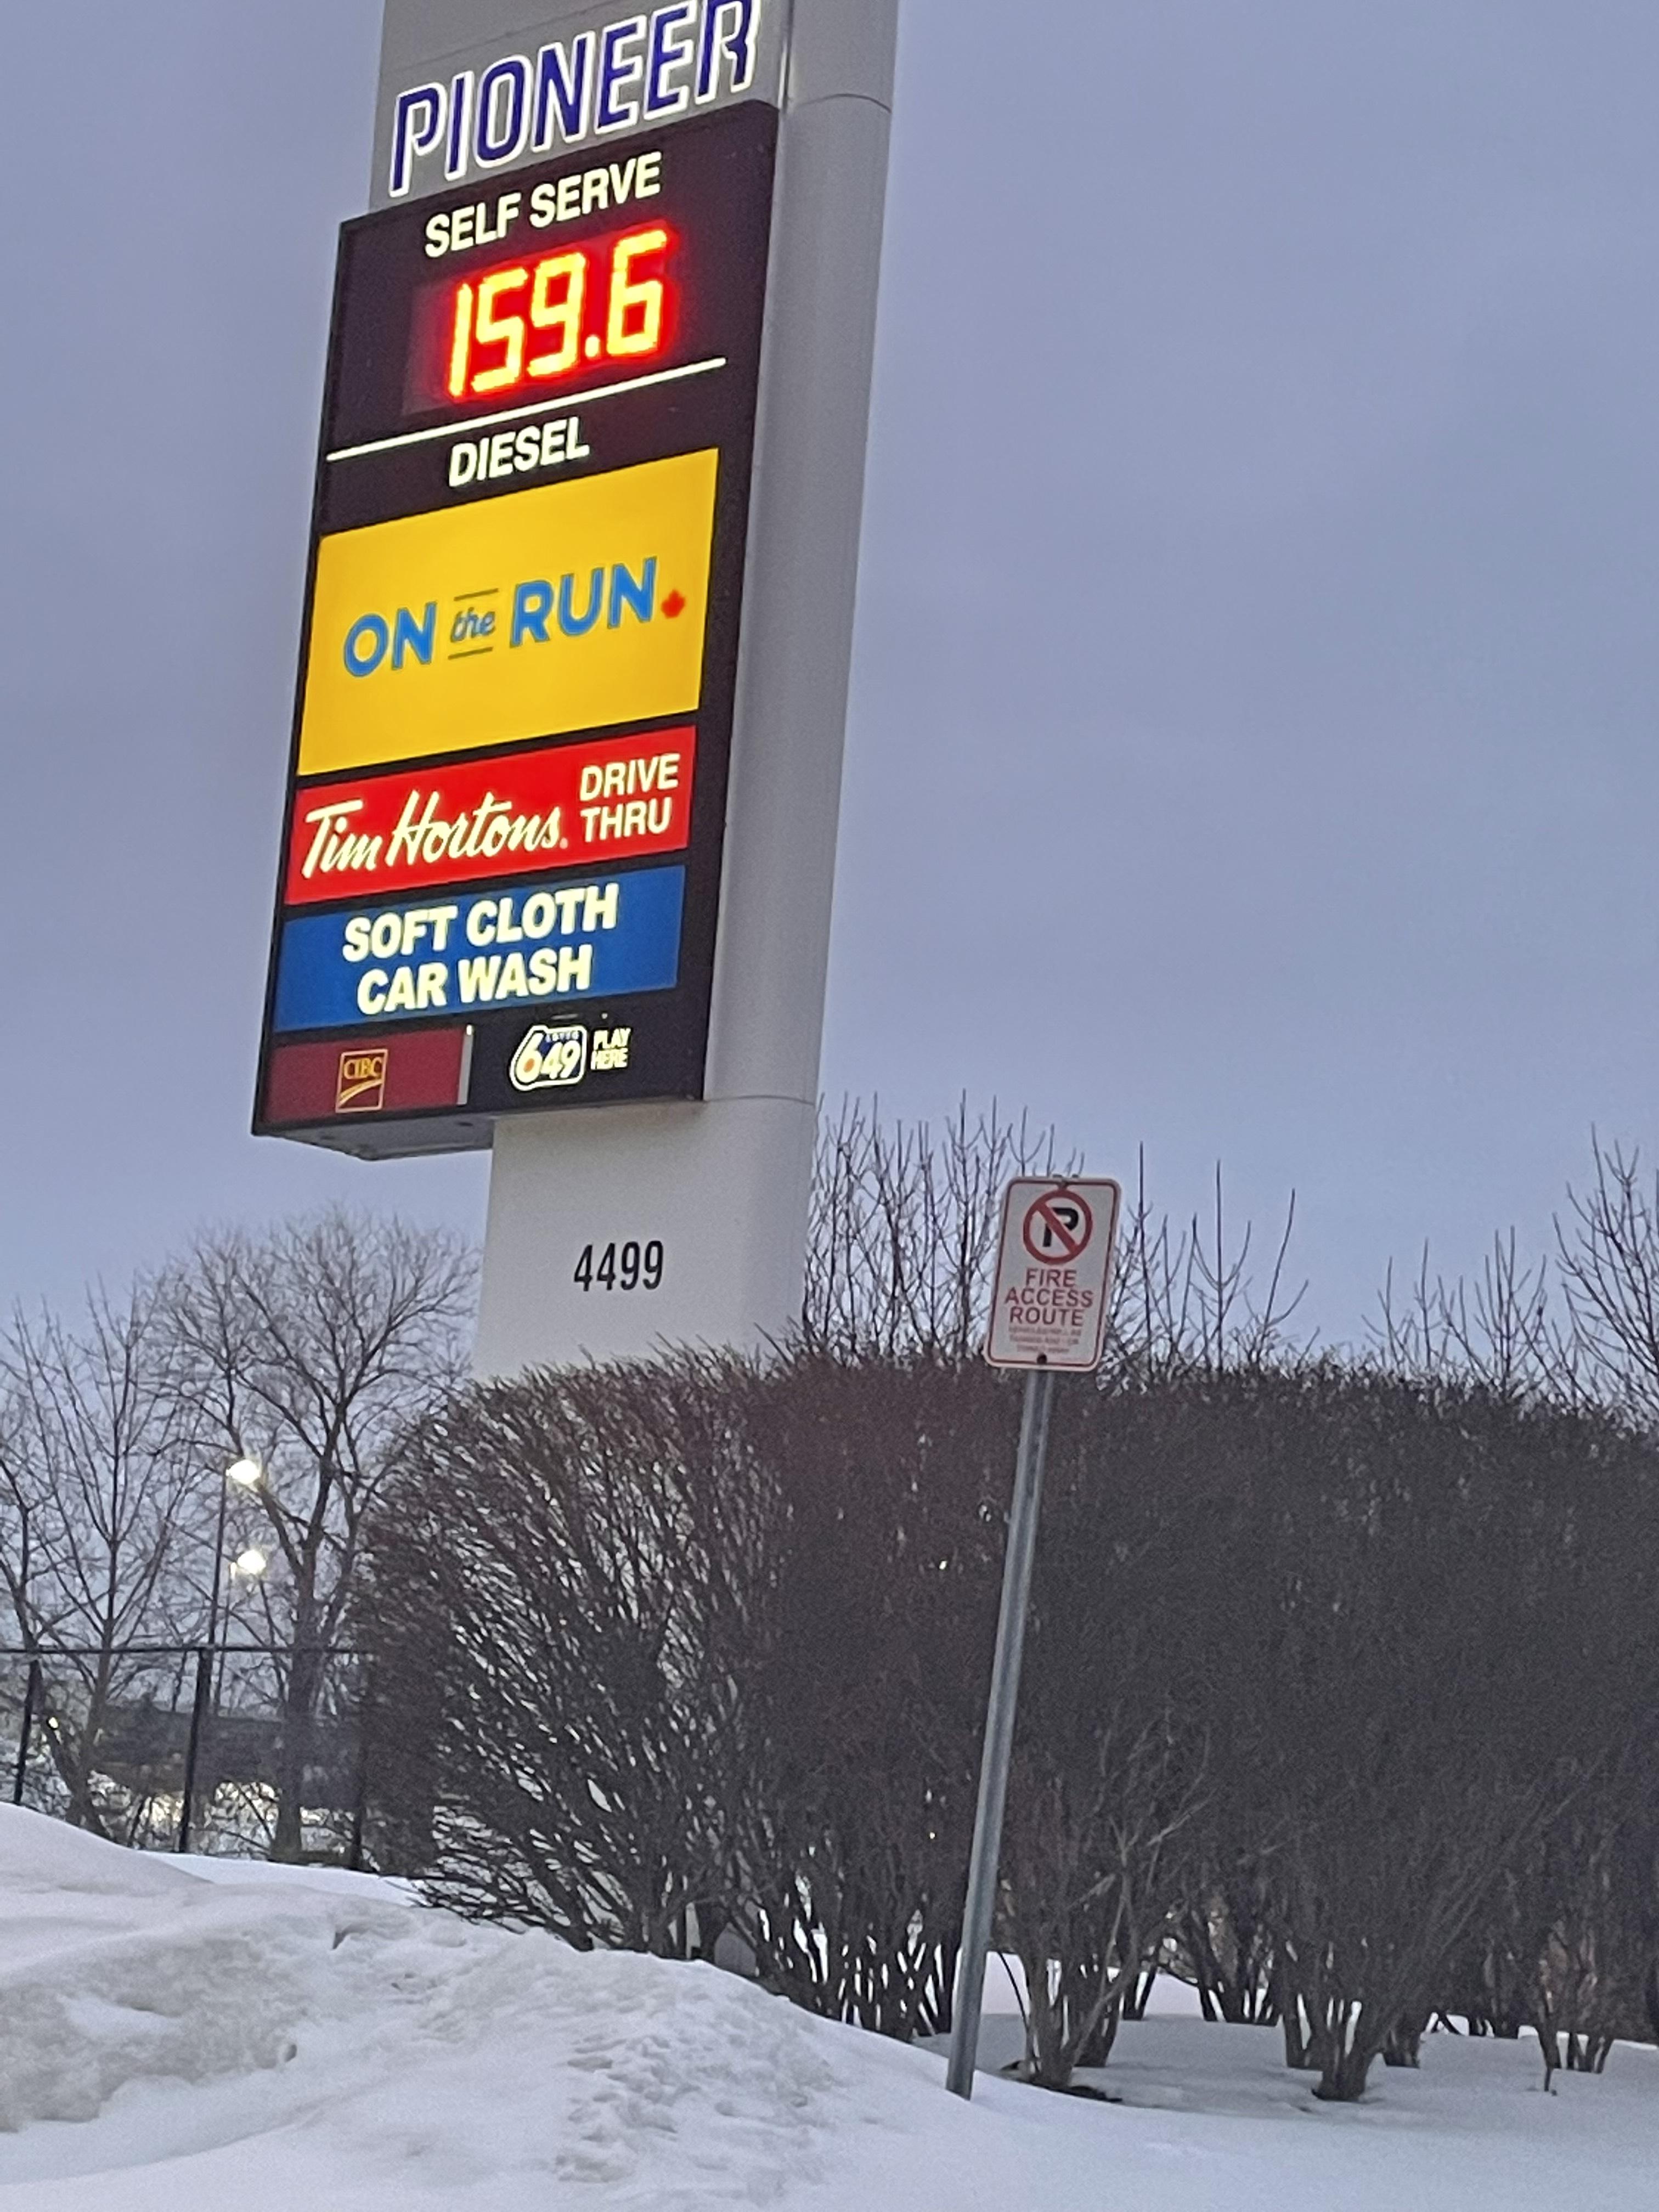 PIONEER
SELF SERVE
159.6
DIESEL
ON the RUN
Tim Hortons. DRIVE THRU
SOFT CLOTH
CAR WASH
CIBC
LOTTO
649
PLAY
HERE
4499
P
FIRE
ACCESS
ROUTE